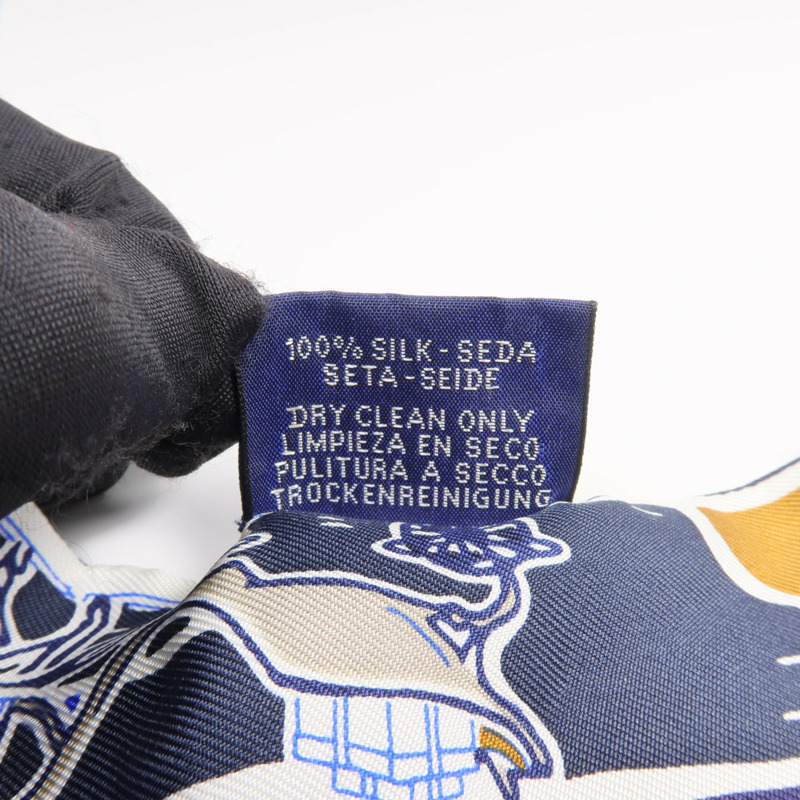 100% SILK - SEDA
SETA - SEIDE
DRY CLEAN ONLY
LIMPIEZA EN SECO
PULITURA A SECCO
TROCKENREINIGUNG